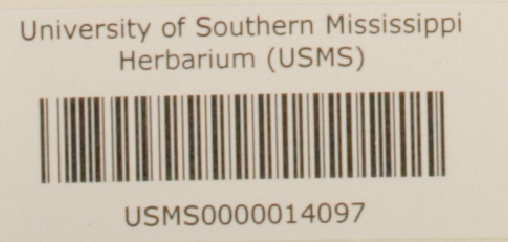 University of Southern Mississippi
Herbarium (USMS)
USMS0000014097